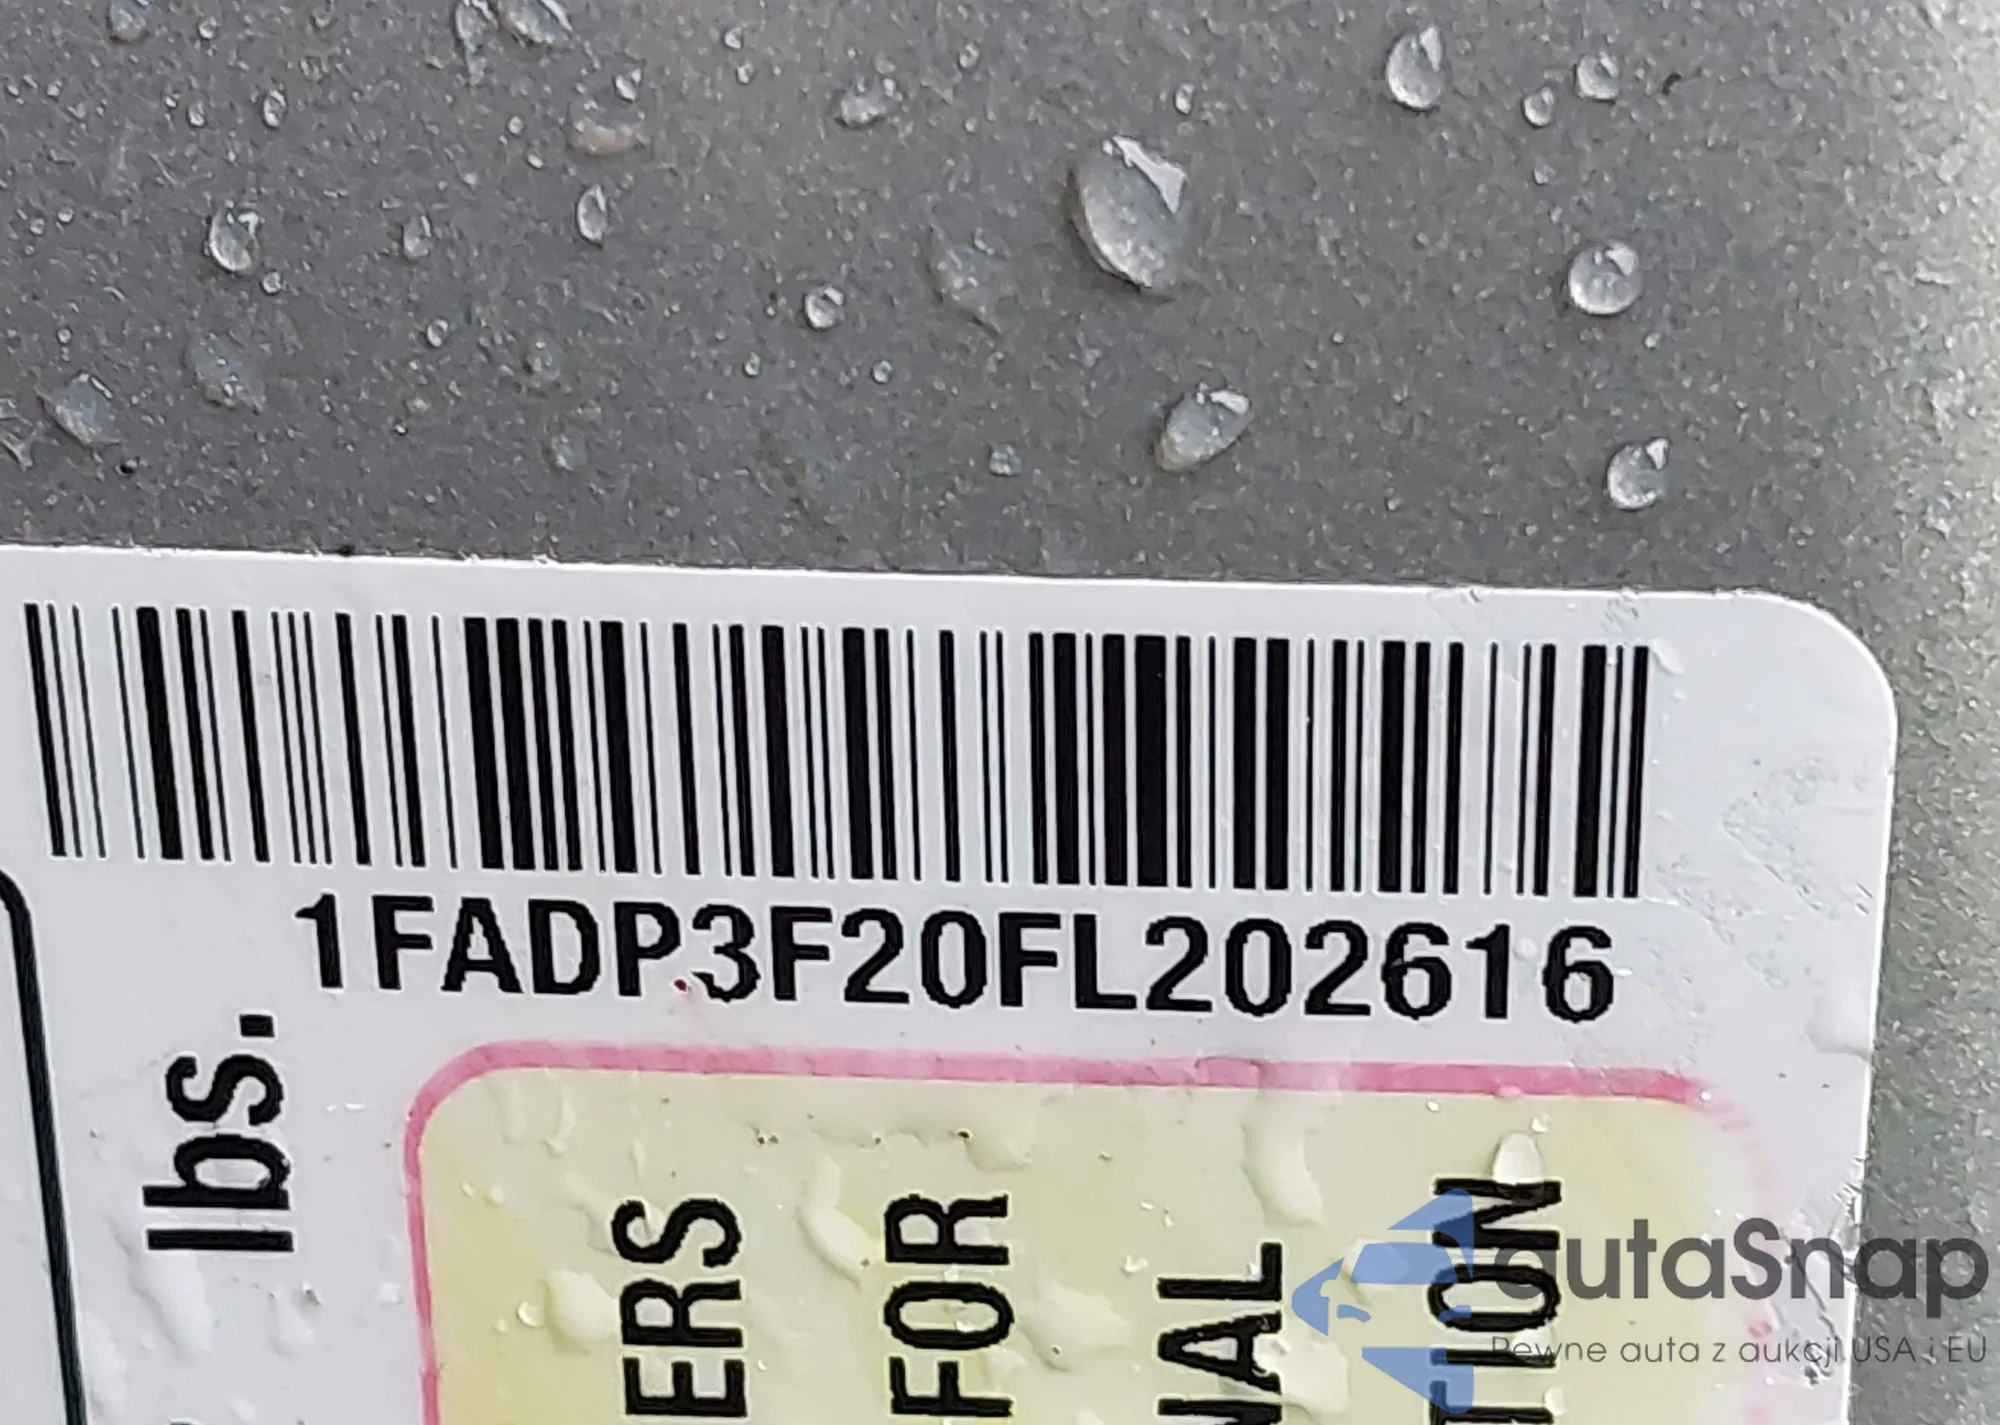 1FADP3F20FL202616
lbs.
ERS
FOR
NAL
TION
autaSnap
Pewne auta z aukcji USA i EU